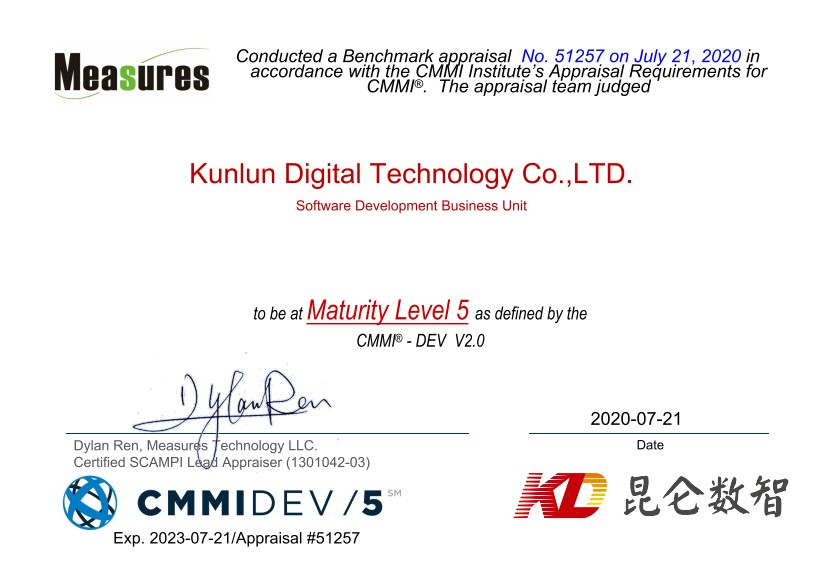 Measures
Conducted a Benchmark appraisal No. 51257 on July 21, 2020 in
accordance with the CMMI Institute's Appraisal Requirements for
CMMI®. The appraisal team judged
Kunlun Digital Technology Co.,LTD.
Software Development Business Unit
to be at Maturity Level 5 as defined by the
CMMI® - DEV V2.0
Dylan Ren
2020-07-21
Dylan Ren, Measures Technology LLC.
Date
Certified SCAMPI Lead Appraiser (1301042-03)
CMMIDEV/5℠
KD 昆仑数智
Exp. 2023-07-21/Appraisal #51257